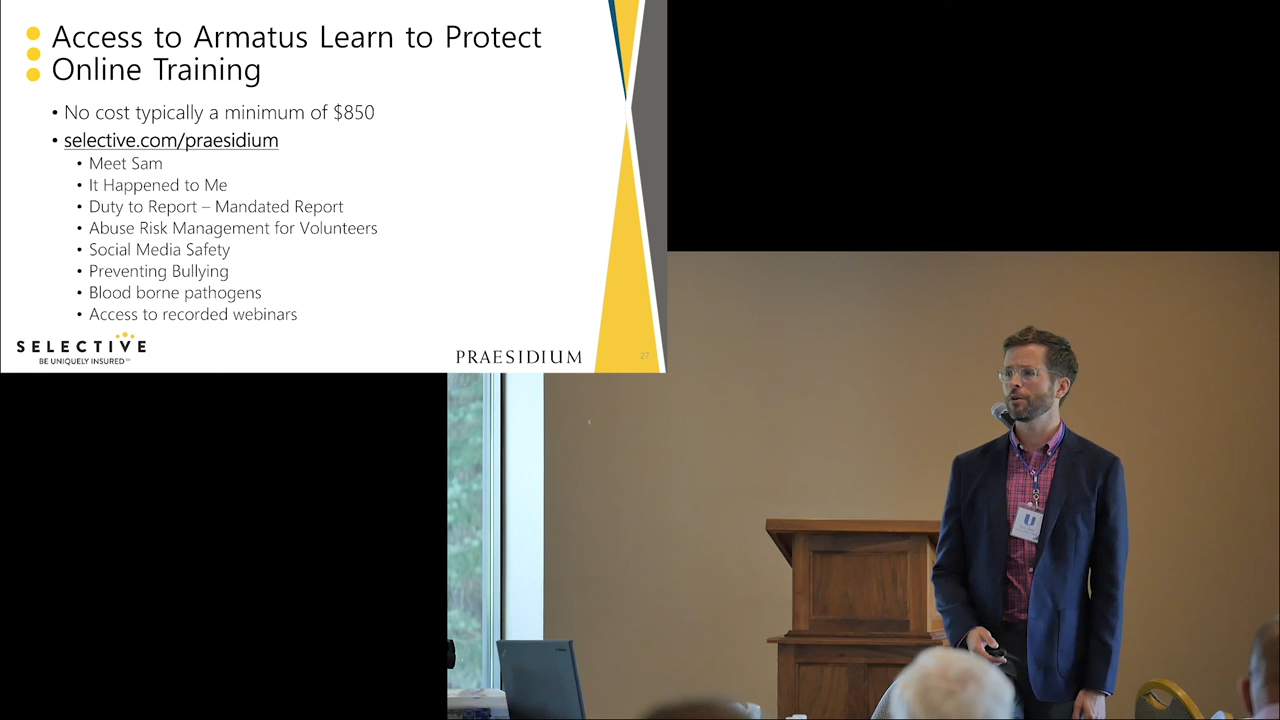 Access to Armatus Learn to Protect
Online Training
• No cost typically a minimum of $850
• selective.com/praesidium
• Meet Sam
• It Happened to Me
• Duty to Report – Mandated Report
• Abuse Risk Management for Volunteers
• Social Media Safety
• Preventing Bullying
• Blood borne pathogens
• Access to recorded webinars
SELECTIVE
BE UNIQUELY INSURED℠
PRAESIDIUM
27
U